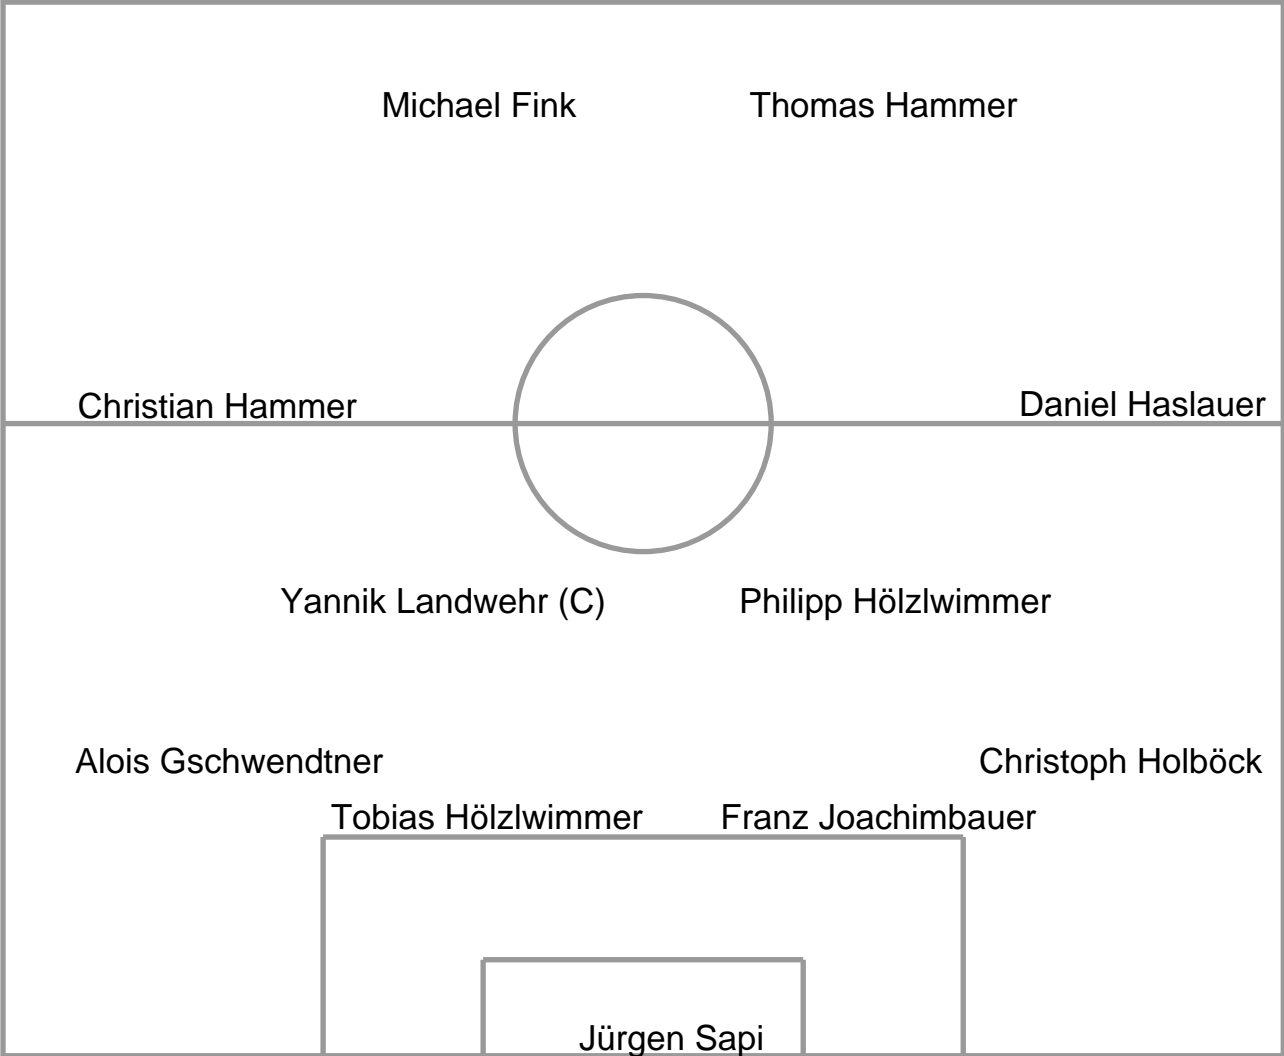 Michael Fink
Thomas Hammer
Christian Hammer
Daniel Haslauer
Yannik Landwehr (C)
Philipp Hölzlwimmer
Alois Gschwendtner
Christoph Holböck
Tobias Hölzlwimmer
Franz Joachimbauer
Jürgen Sapi